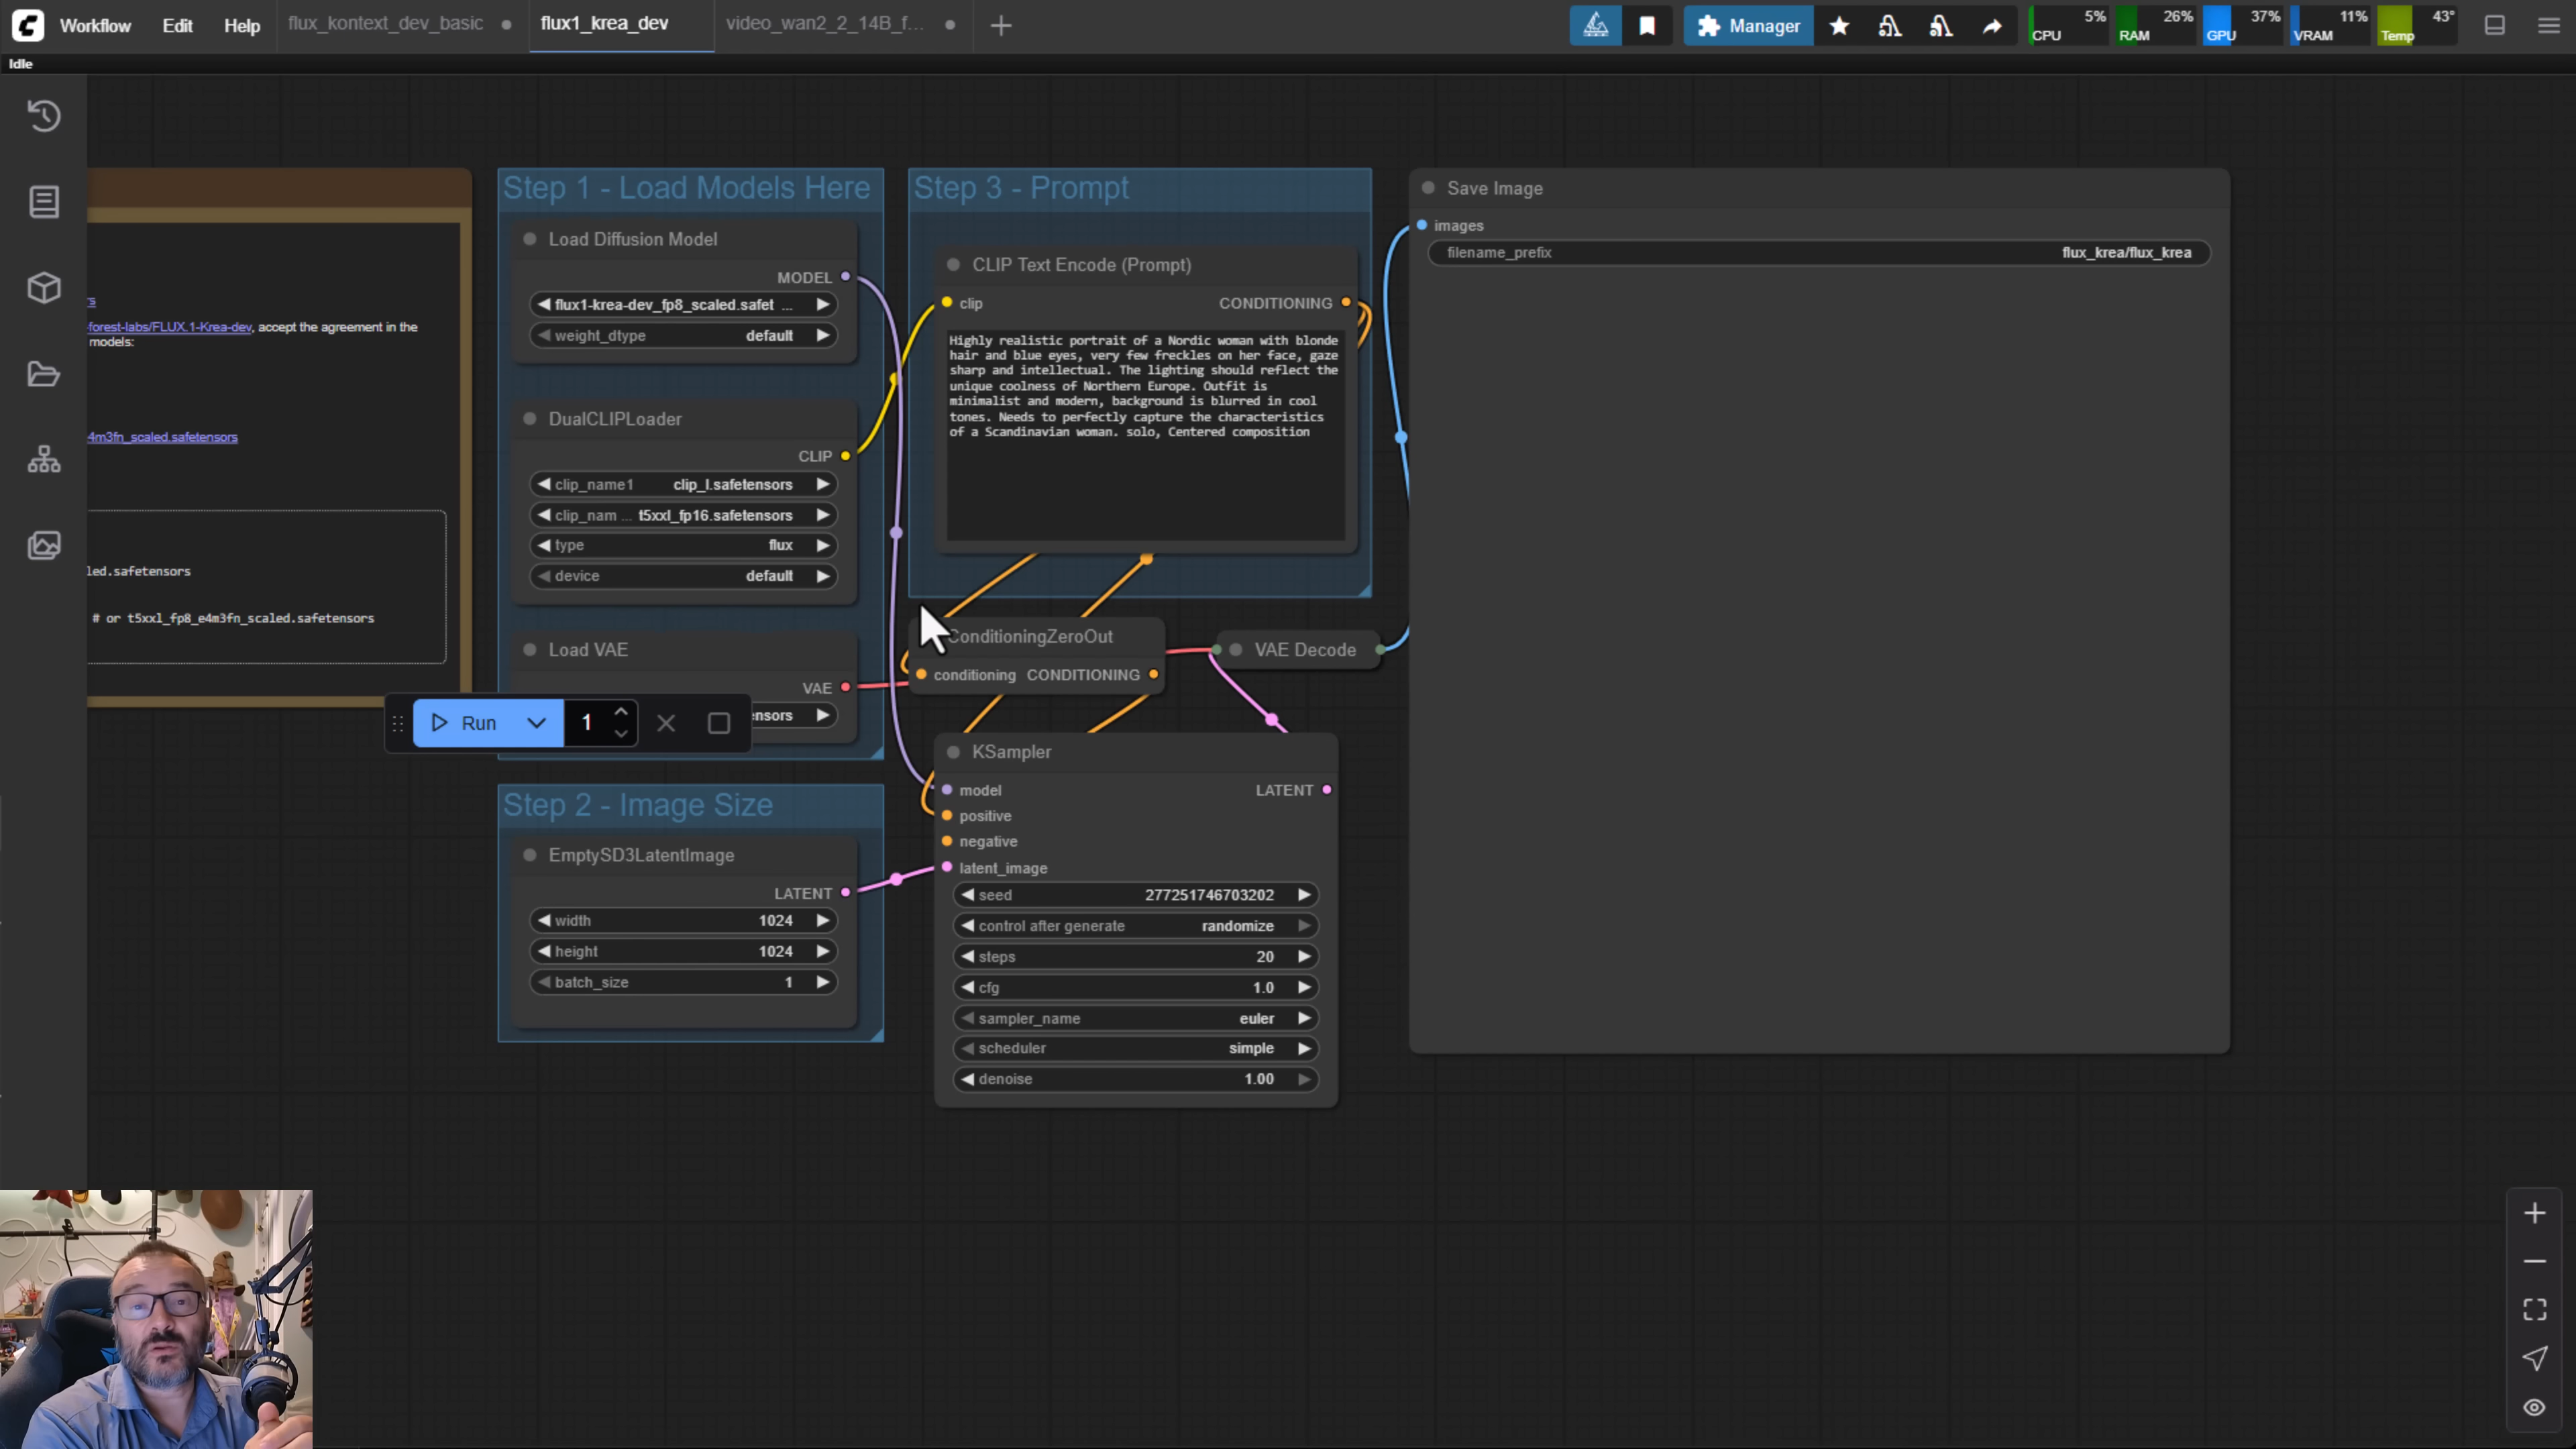 Workflow
Edit
Help
flux_kontext_dev_basic
flux1_krea_dev
video_wan2_2_14B_f...
Manager
5%
CPU
26%
RAM
37%
GPU
11%
VRAM
43°
Temp
Idle
s
-forest-labs/FLUX.1-Krea-dev, accept the agreement in the
models:
4m3fn_scaled.safetensors
led.safetensors
# or t5xxl_fp8_e4m3fn_scaled.safetensors
Step 1 - Load Models Here
Load Diffusion Model
MODEL
flux1-krea-dev_fp8_scaled.safet ...
weight_dtype default
DualCLIPLoader
CLIP
clip_name1 clip_l.safetensors
clip_nam ... t5xxl_fp16.safetensors
type flux
device default
Load VAE
VAE
ensors
Run
1
Step 2 - Image Size
EmptySD3LatentImage
LATENT
width 1024
height 1024
batch_size 1
Step 3 - Prompt
CLIP Text Encode (Prompt)
clip CONDITIONING
Highly realistic portrait of a Nordic woman with blonde
hair and blue eyes, very few freckles on her face, gaze
sharp and intellectual. The lighting should reflect the
unique coolness of Northern Europe. Outfit is
minimalist and modern, background is blurred in cool
tones. Needs to perfectly capture the characteristics
of a Scandinavian woman. solo, Centered composition
ConditioningZeroOut
conditioning CONDITIONING
VAE Decode
KSampler
model LATENT
positive
negative
latent_image
seed 277251746703202
control after generate randomize
steps 20
cfg 1.0
sampler_name euler
scheduler simple
denoise 1.00
Save Image
images
filename_prefix flux_krea/flux_krea